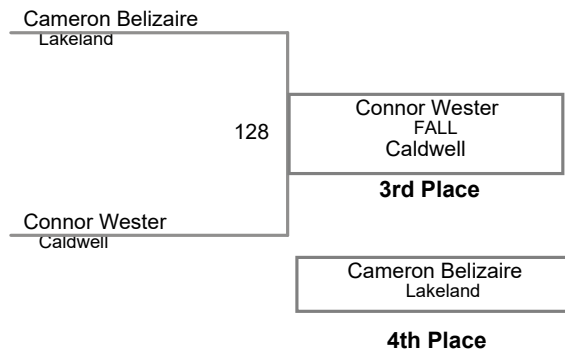 Cameron Belizaire
Lakeland
128
Connor Wester
FALL
Caldwell
3rd Place
Connor Wester
Caldwell
Cameron Belizaire
Lakeland
4th Place